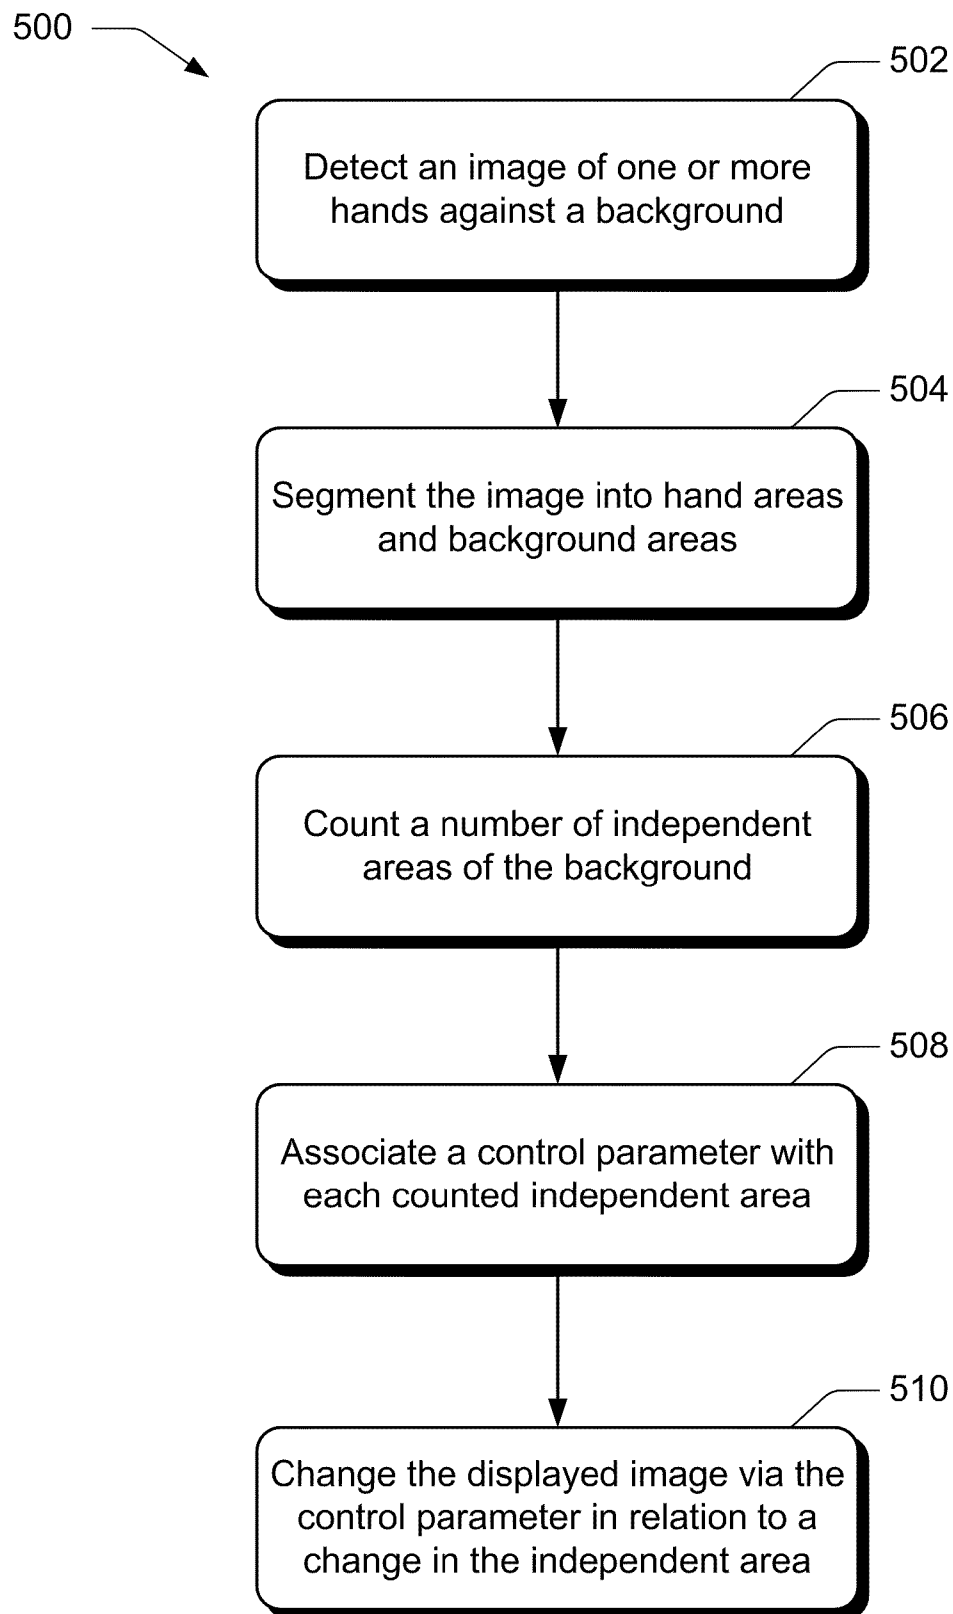 500
502
Detect an image of one or more
hands against a background
504
Segment the image into hand areas
and background areas
506
Count a number of independent
areas of the background
508
Associate a control parameter with
each counted independent area
510
Change the displayed image via the
control parameter in relation to a
change in the independent area